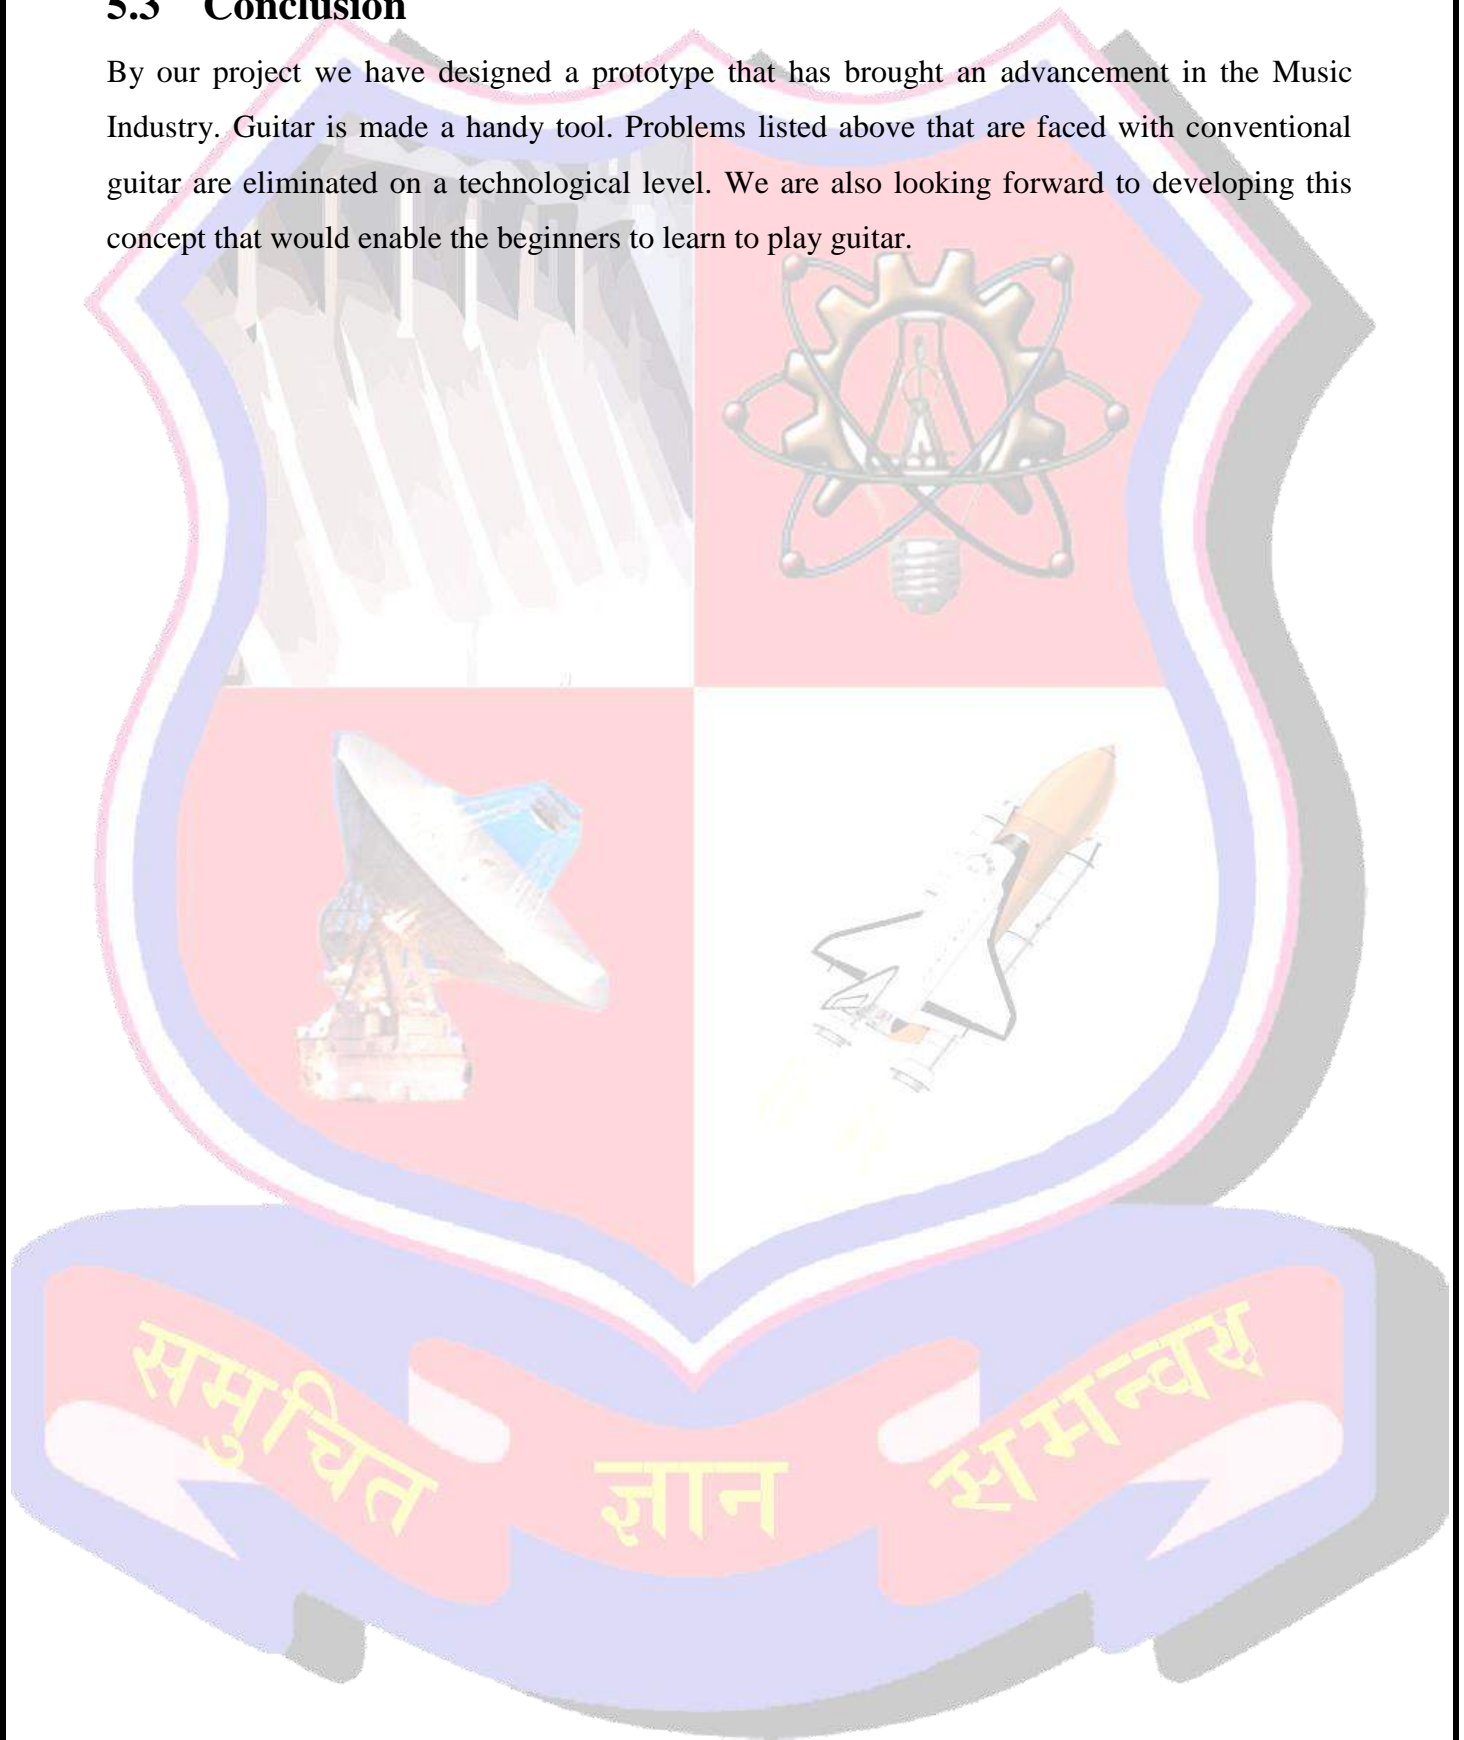 5.3 Conclusion
By our project we have designed a prototype that has brought an advancement in the Music
Industry. Guitar is made a handy tool. Problems listed above that are faced with conventional
guitar are eliminated on a technological level. We are also looking forward to developing this
concept that would enable the beginners to learn to play guitar.
समुचित ज्ञान समन्वय